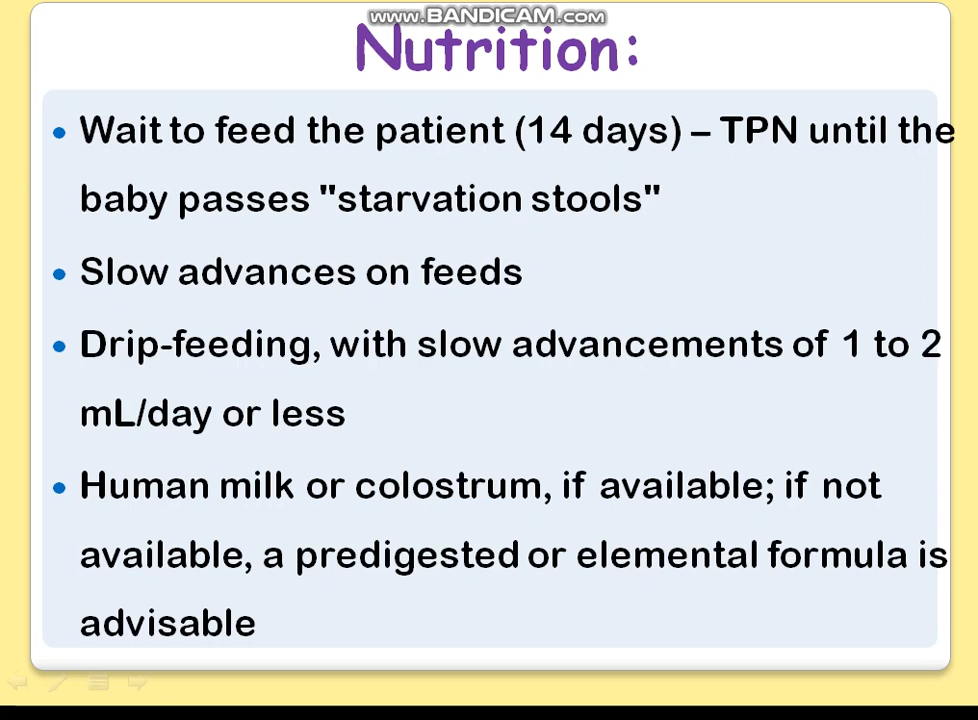 www.BANDICAM.com
Nutrition:
• Wait to feed the patient (14 days) – TPN until the
baby passes "starvation stools"
• Slow advances on feeds
• Drip-feeding, with slow advancements of 1 to 2
mL/day or less
• Human milk or colostrum, if available; if not
available, a predigested or elemental formula is
advisable